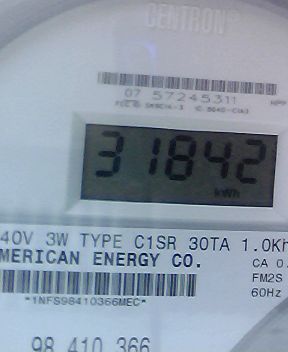 CENTRON®
07 57245311
31842
kWh
40V 3W TYPE C1SR 30TA 1.0Kh
MERICAN ENERGY CO.
CA 0.
FM2S
60Hz
*1NFS98410366MEC*
98 410 366